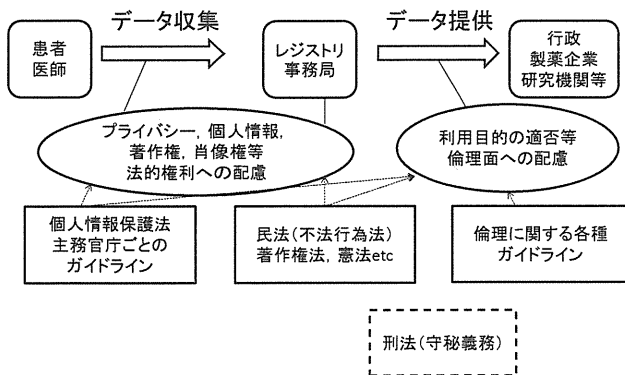 データ収集
データ提供
患者
医師
レジストリ
事務局
行政
製薬企業
研究機関等
プライバシー，個人情報，
著作権，肖像権等
法的権利への配慮
利用目的の適否等
倫理面への配慮
個人情報保護法
主務官庁ごとの
ガイドライン
民法（不法行為法）
著作権法，憲法etc
倫理に関する各種
ガイドライン
刑法（守秘義務）